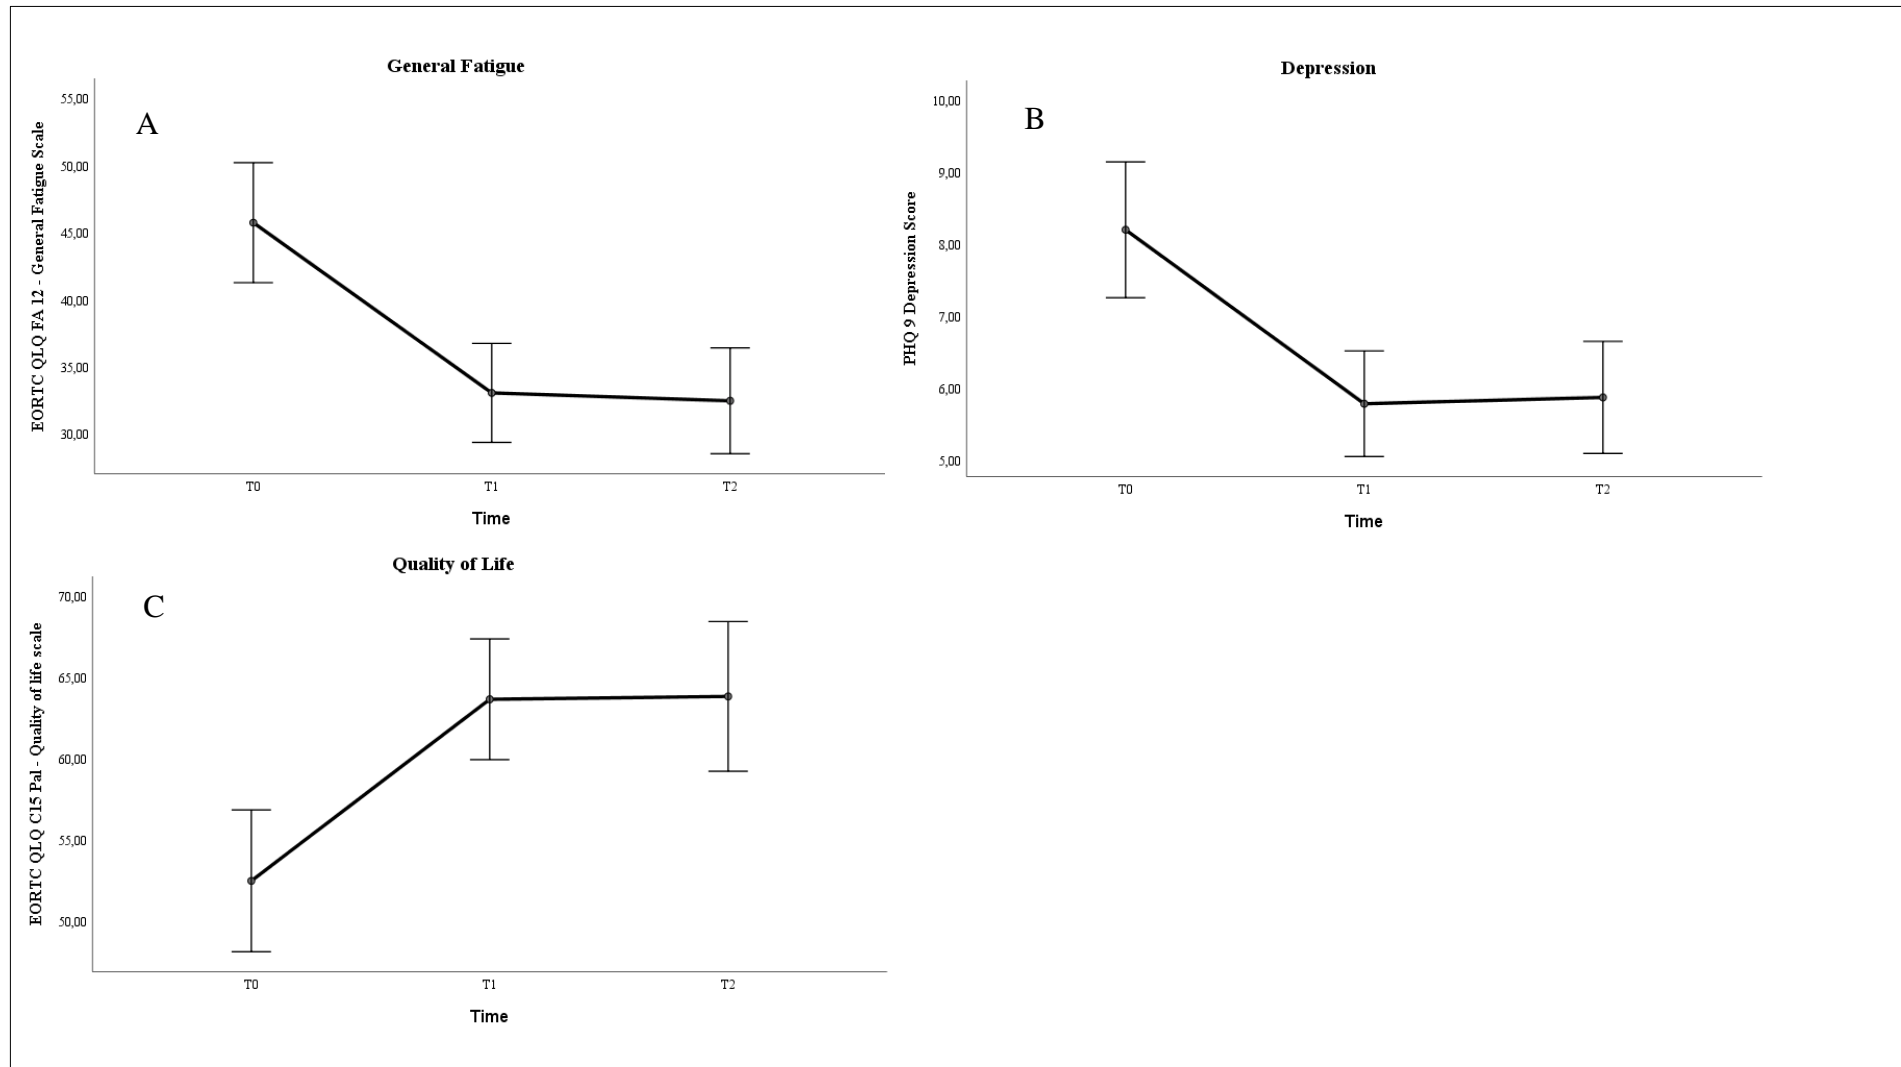 General Fatigue
A
EORTC QLQ FA 12 - General Fatigue Scale
55,00
50,00
45,00
40,00
35,00
30,00
T0
T1
T2
Time
Depression
B
PHQ 9 Depression Score
10,00
9,00
8,00
7,00
6,00
5,00
T0
T1
T2
Time
Quality of Life
C
EORTC QLQ C15 Pal - Quality of life scale
70,00
65,00
60,00
55,00
50,00
T0
T1
T2
Time